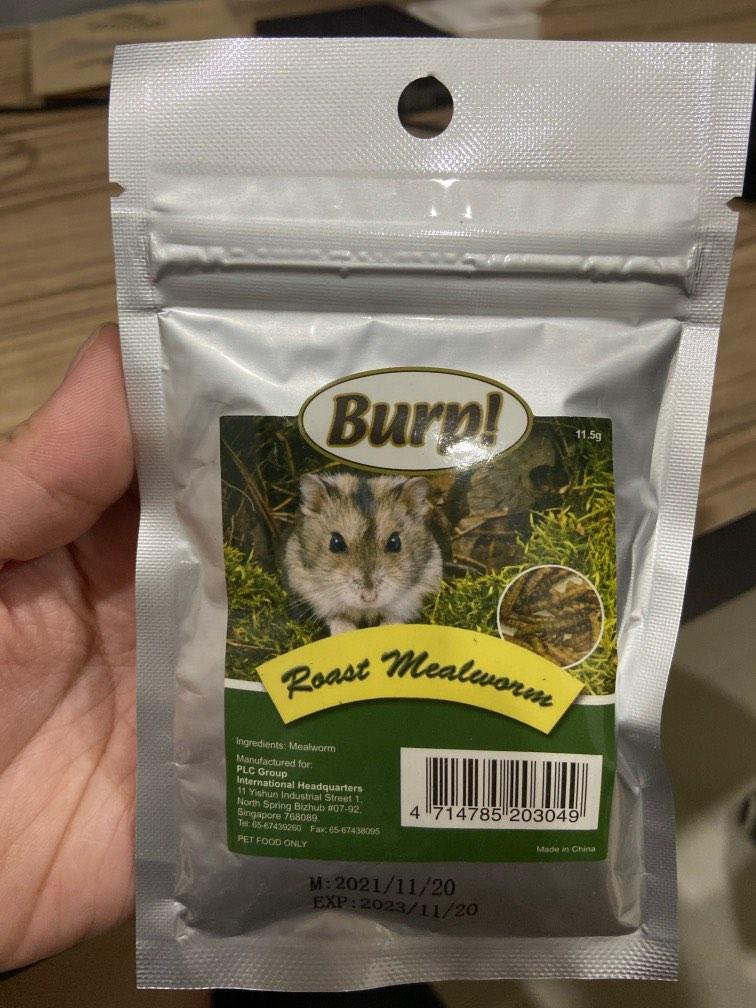 Burp!
11.5g
Roast Mealworm
Ingredients: Mealworm
Manufactured for:
PLC Group
International Headquarters
11 Yishun Industrial Street 1,
North Spring Bizhub #07-92,
Singapore 768089.
Tel: 65-67439260 Fax: 65-67438095
PET FOOD ONLY
4 714785 203049
Made in China
M:2021/11/20
EXP:2023/11/20